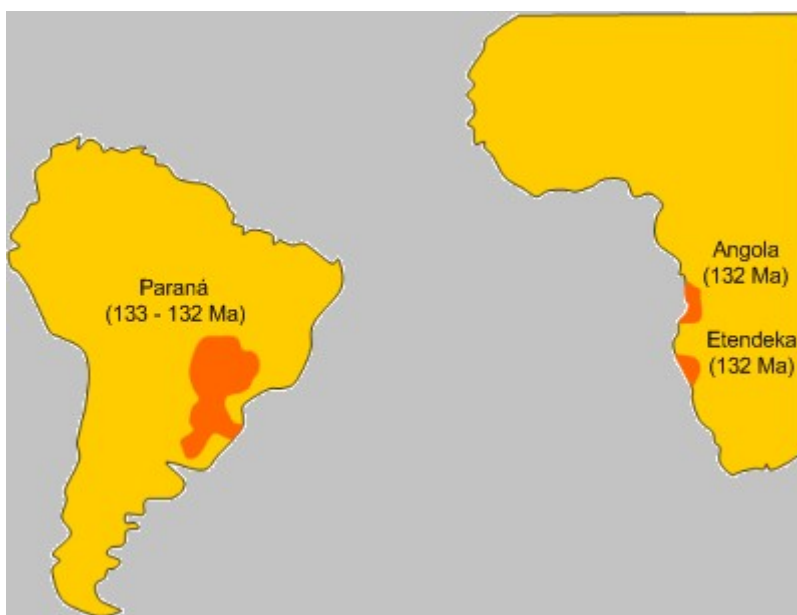 Paraná
(133 - 132 Ma)
Angola
(132 Ma)
Etendeka
(132 Ma)